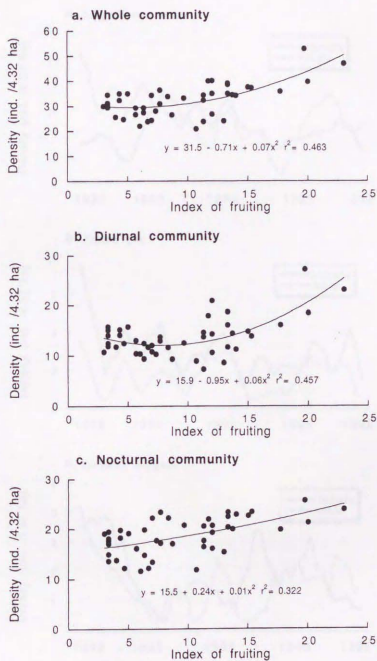 a. Whole community
Density (ind. /4.32 ha)
60
50
40
30
20
10
0
y = 31.5 - 0.71x + 0.07x² r²= 0.463
0 5 10 15 20 25
Index of fruiting
b. Diurnal community
Density (ind. /4.32 ha)
30
20
10
0
y = 15.9 - 0.95x + 0.06x² r²= 0.457
0 5 10 15 20 25
Index of fruiting
c. Nocturnal community
Density (ind. /4.32 ha)
30
20
10
0
y = 15.5 + 0.24x + 0.01x² r²= 0.322
0 5 10 15 20 25
Index of fruiting